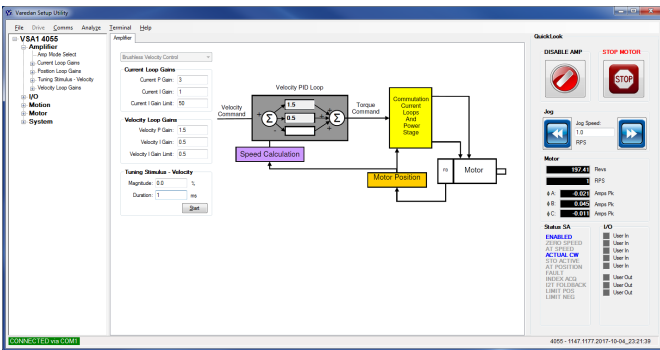 Varedan Setup Utility
File Drive Comms Analyze Terminal Help
VSA1 4055
Amplifier
Amp Mode Select
Current Loop Gains
Position Loop Gains
Tuning Stimulus - Velocity
Velocity Loop Gains
I/O
Motion
Motor
System
Amplifier
Brushless Velocity Control
Current Loop Gains
Current P Gain: 3
Current I Gain: 1
Current I Gain Limit: 50
Velocity Loop Gains
Velocity P Gain: 1.5
Velocity I Gain: 0.5
Velocity I Gain Limit: 0.5
Tuning Stimulus - Velocity
Magnitude: 0.0 %
Duration: 1 ms
Start
Velocity PID Loop
Velocity
Command
+
-
Σ
1.5
0.5
+
+
Σ
Torque
Command
Commutation
Current
Loops
And
Power
Stage
Speed Calculation
Motor Position
Motor
QuickLook
DISABLE AMP STOP MOTOR
STOP
Jog
Jog Speed:
1.0
RPS
Motor
197.41 Revs
1 RPS
ϕ A: -0.021 Amps Pk
ϕ B: 0.045 Amps Pk
ϕ C: -0.011 Amps Pk
Status SA
ENABLED
ZERO SPEED
AT SPEED
ACTUAL CW
STO ACTIVE
AT POSITION
FAULT
INDEX ACQ
I2T FOLDBACK
LIMIT POS
LIMIT NEG
I/O
User In
User In
User In
User In
User In
User Out
User Out
User Out
CONNECTED via COM1
4055 - 1147.1177.2017-10-04_23:21:39